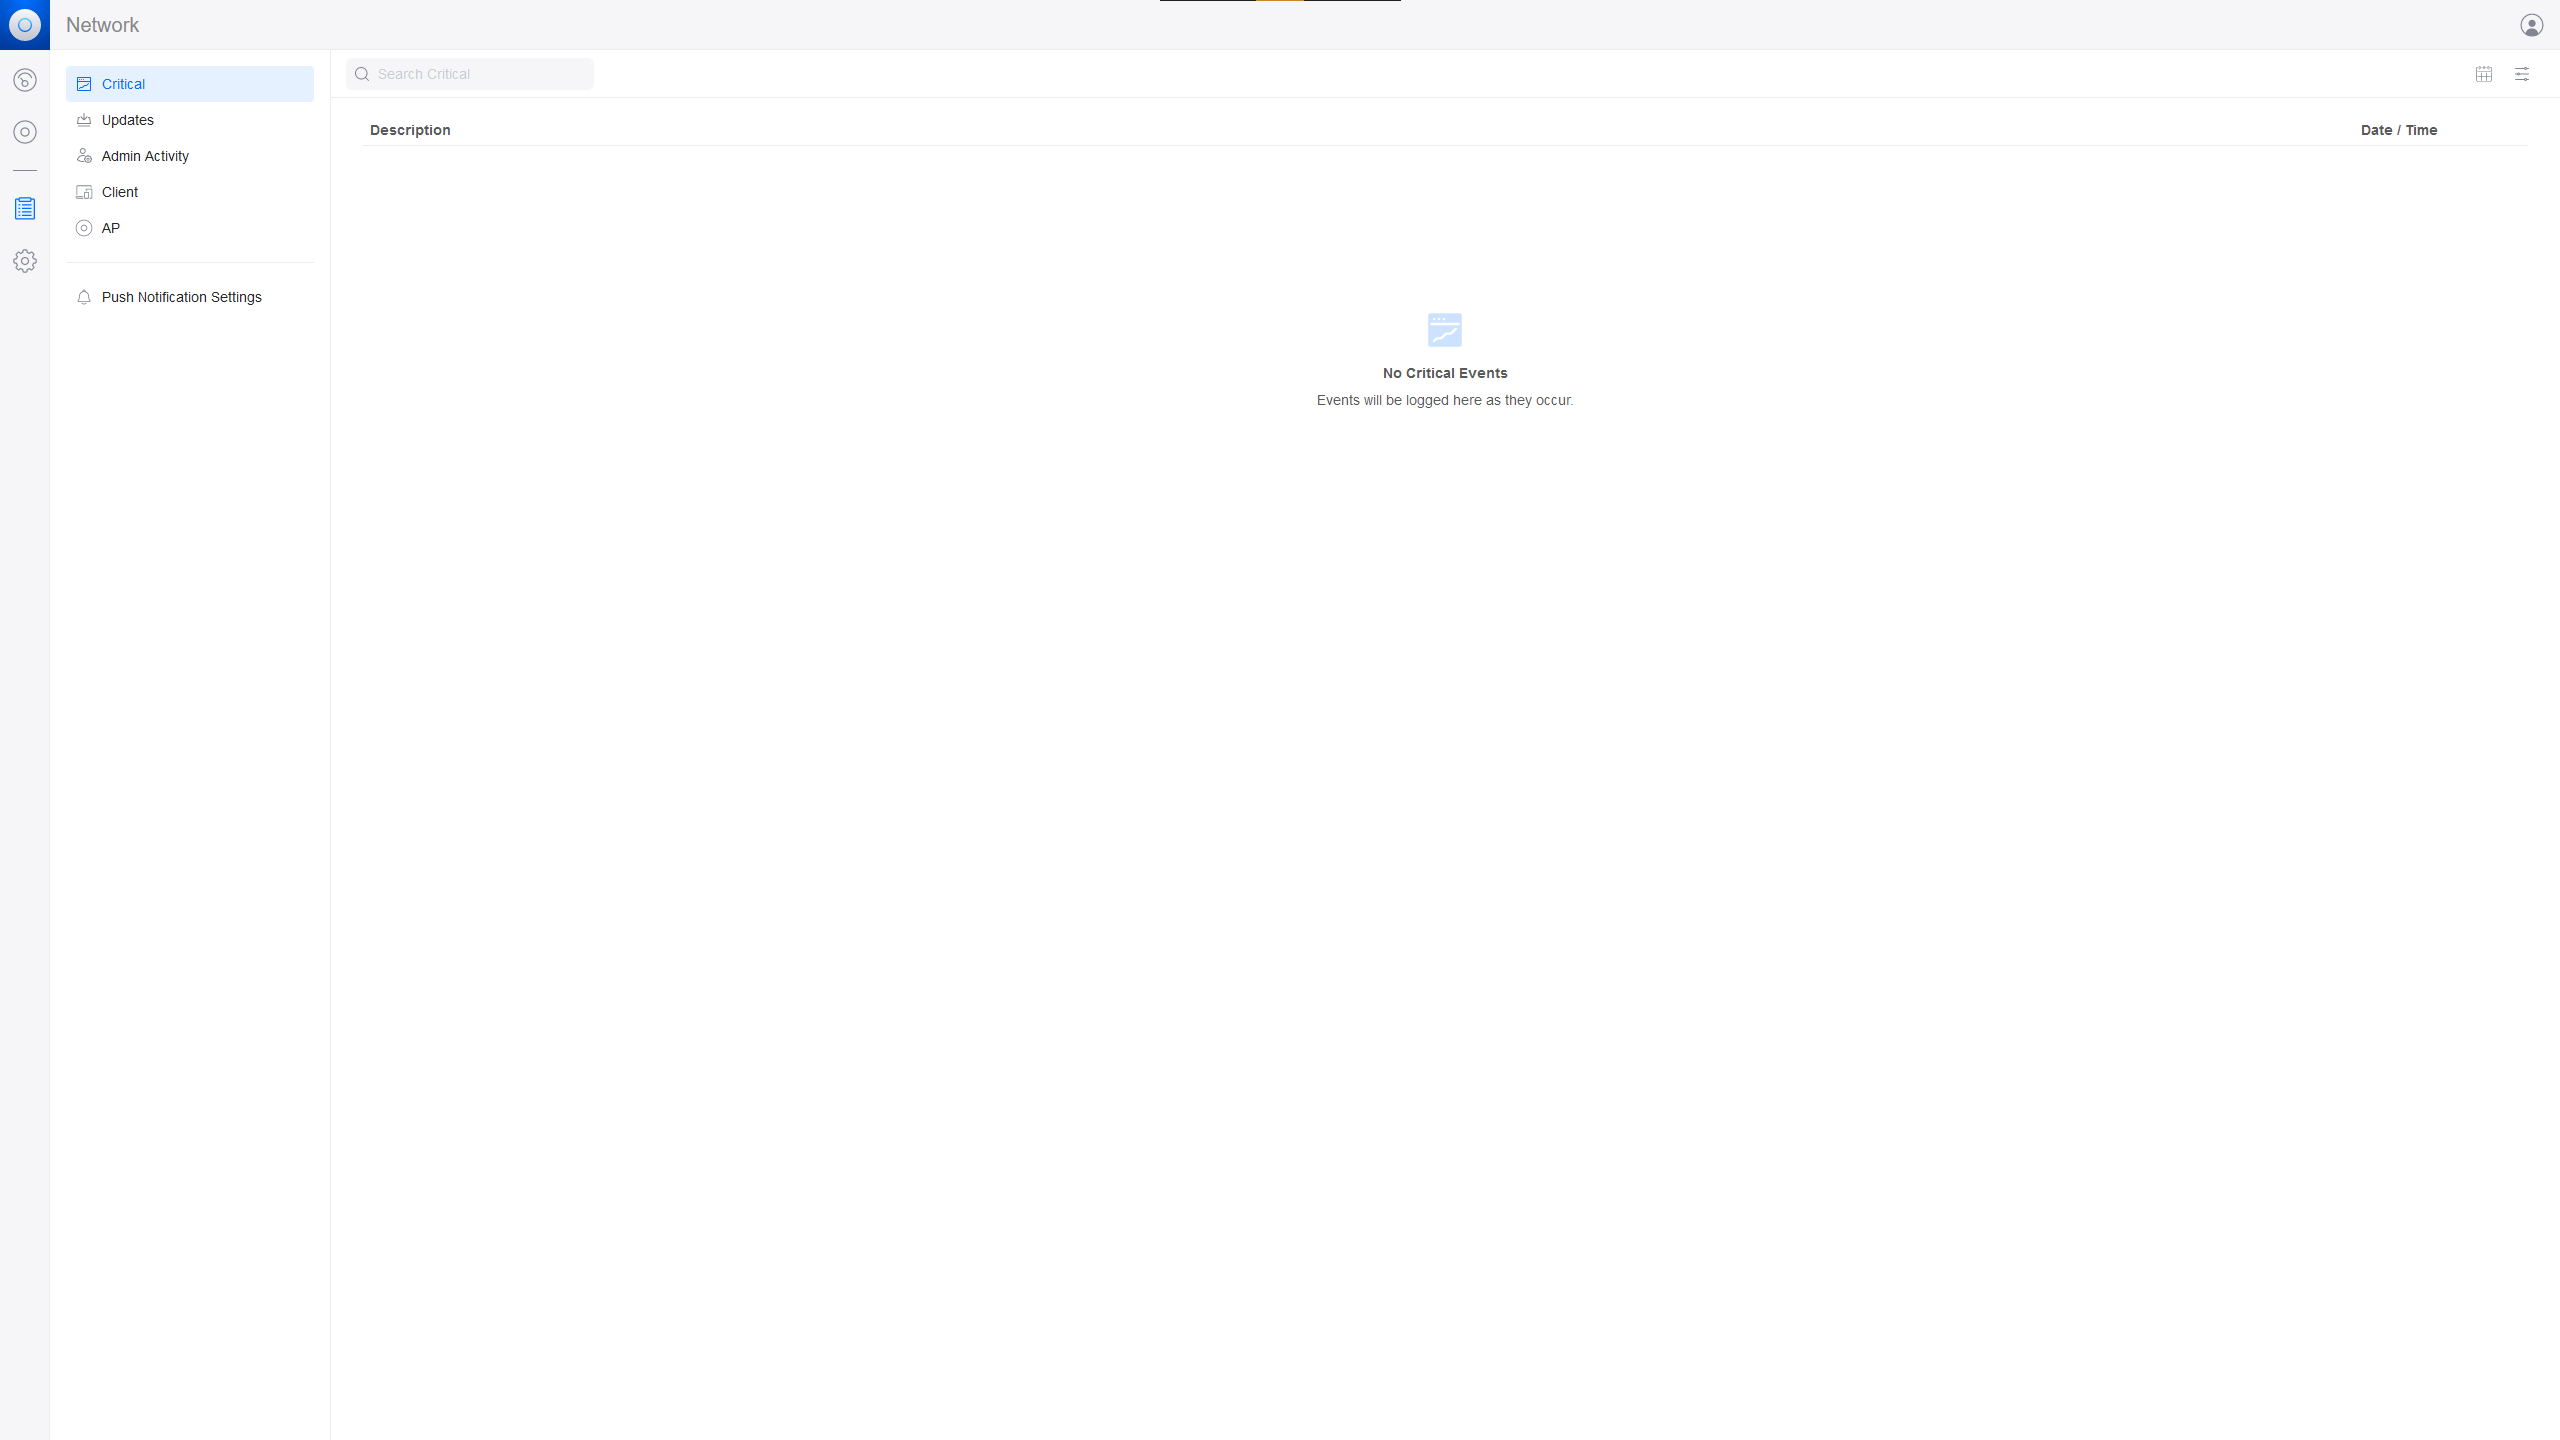 Network
Critical
Updates
Admin Activity
Client
AP
Push Notification Settings
Search Critical
Description Date / Time
No Critical Events
Events will be logged here as they occur.